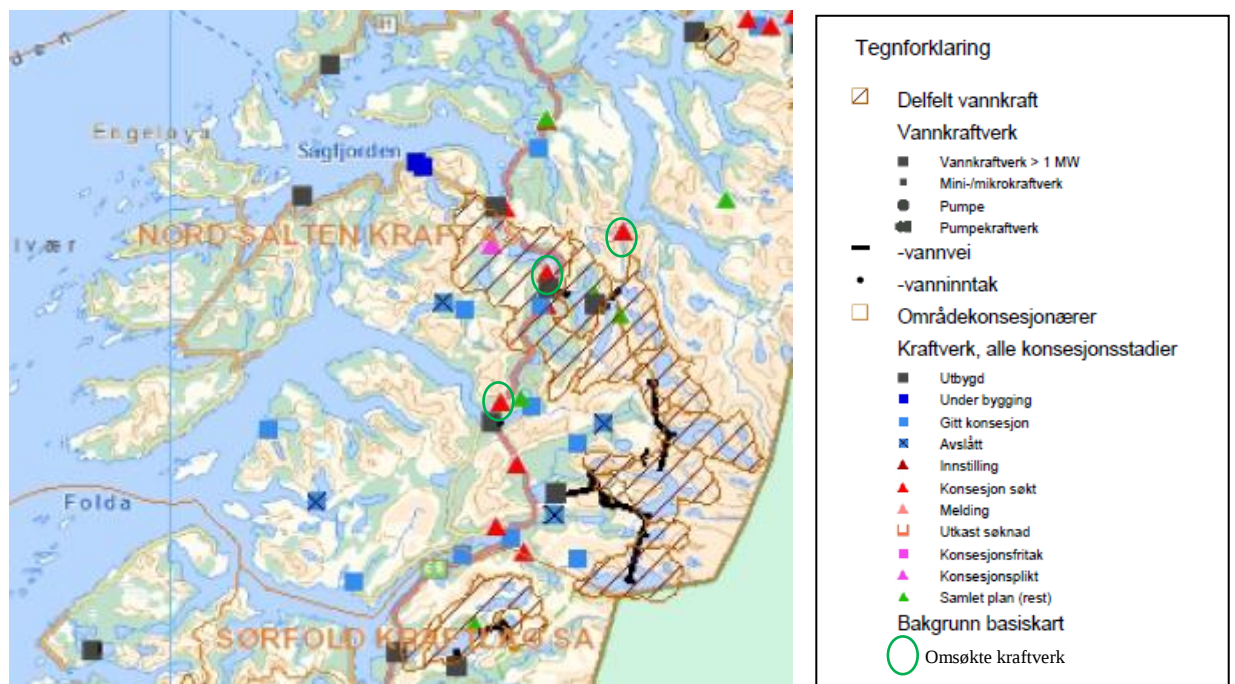 den
Engeløya
Sagfjorden
NORD-SALTEN KRAFT AS
Folda
SØRFOLD KRAFTLAG SA
Tegnforklaring
Delfelt vannkraft
Vannkraftverk
Vannkraftverk > 1 MW
Mini-/mikrokraftverk
Pumpe
Pumpekraftverk
-vannvei
-vanninntak
Områdekonsesjonærer
Kraftverk, alle konsesjonsstadier
Utbygd
Under bygging
Gitt konsesjon
Avslått
Innstilling
Konsesjon søkt
Melding
Utkast søknad
Konsesjonsfritak
Konsesjonsplikt
Samlet plan (rest)
Bakgrunn basiskart
Omsøkte kraftverk